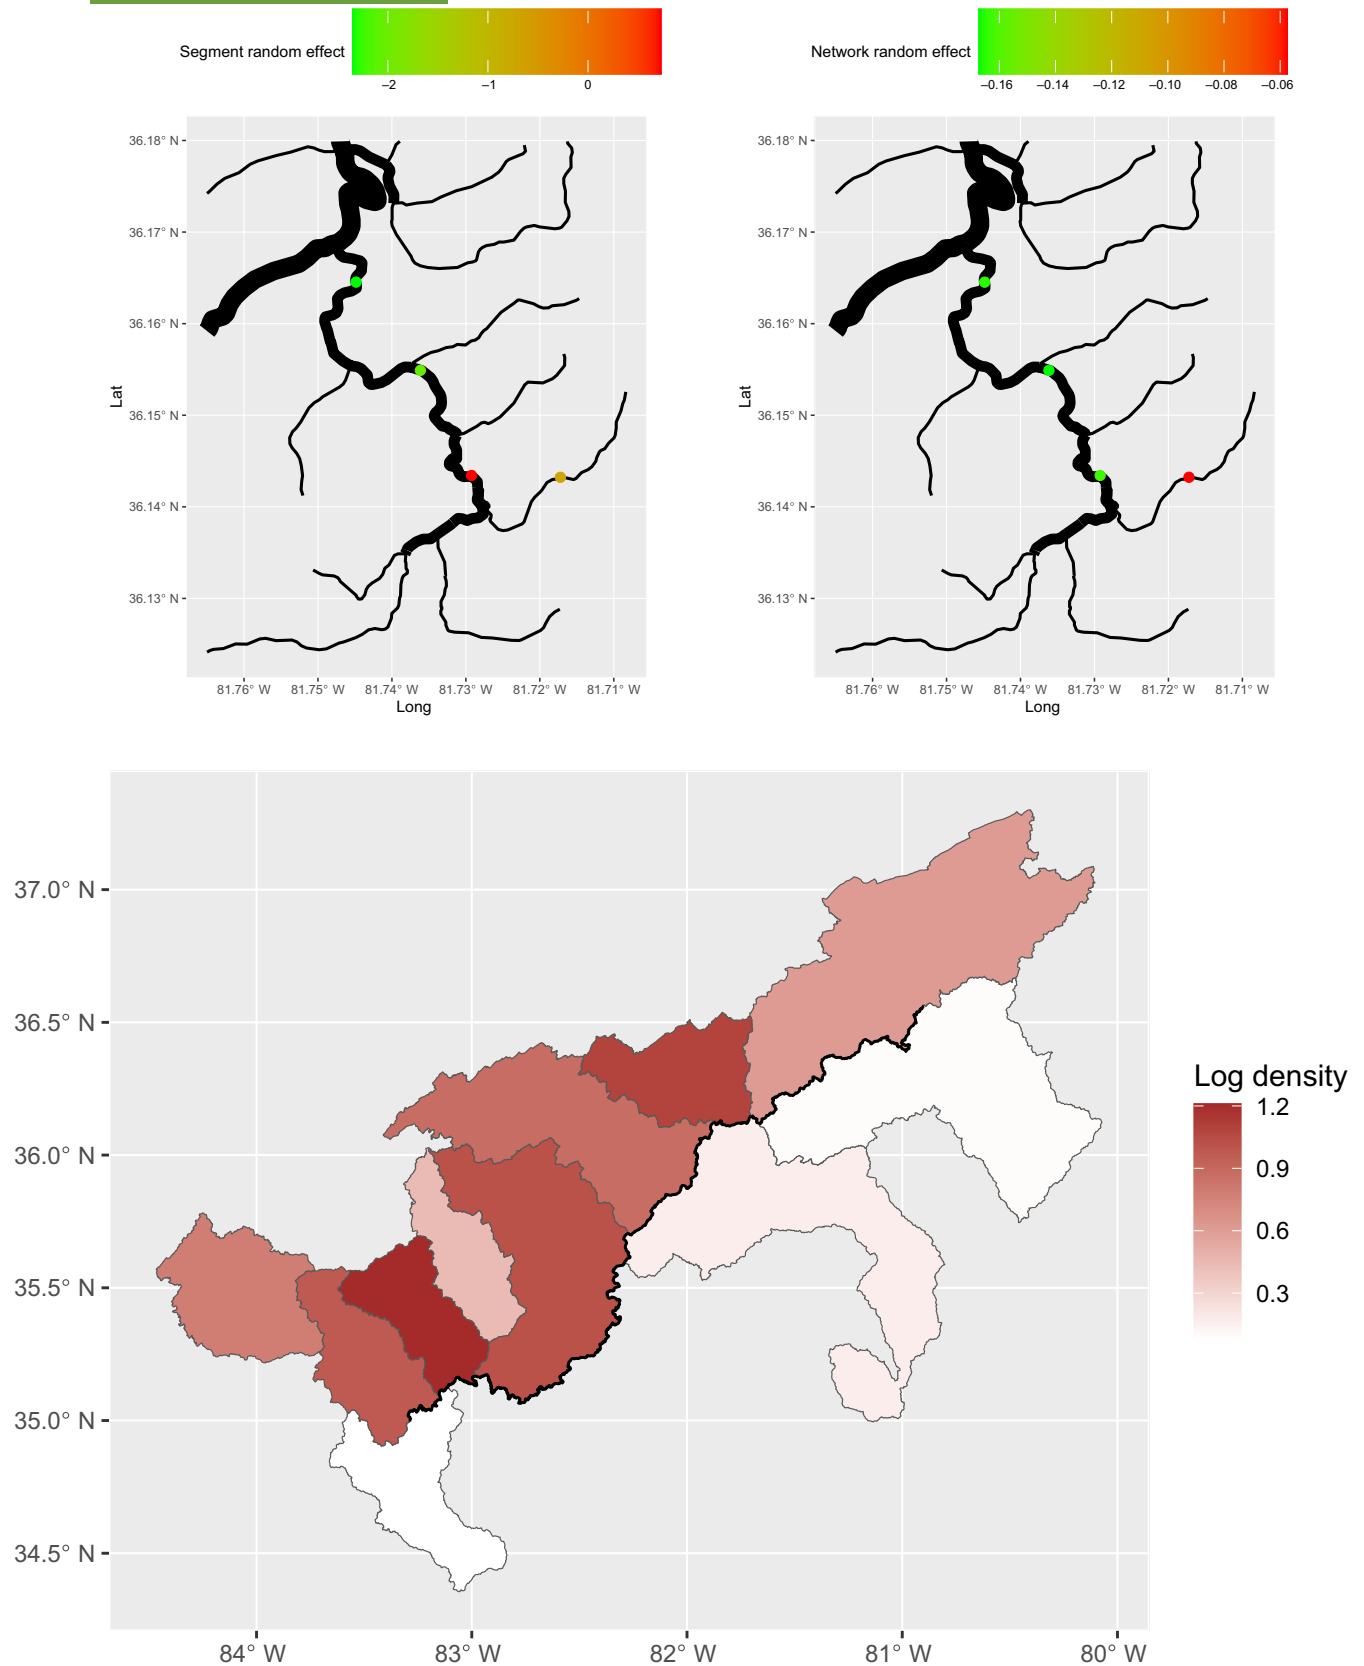 Segment random effect
−2 −1 0
Network random effect
−0.16 −0.14 −0.12 −0.10 −0.08 −0.06
36.18° N
36.17° N
36.16° N
36.15° N
36.14° N
36.13° N
Lat
81.76° W 81.75° W 81.74° W 81.73° W 81.72° W 81.71° W
Long
36.18° N
36.17° N
36.16° N
36.15° N
36.14° N
36.13° N
Lat
81.76° W 81.75° W 81.74° W 81.73° W 81.72° W 81.71° W
Long
37.0° N
36.5° N
36.0° N
35.5° N
35.0° N
34.5° N
84° W 83° W 82° W 81° W 80° W
Log density
1.2
0.9
0.6
0.3